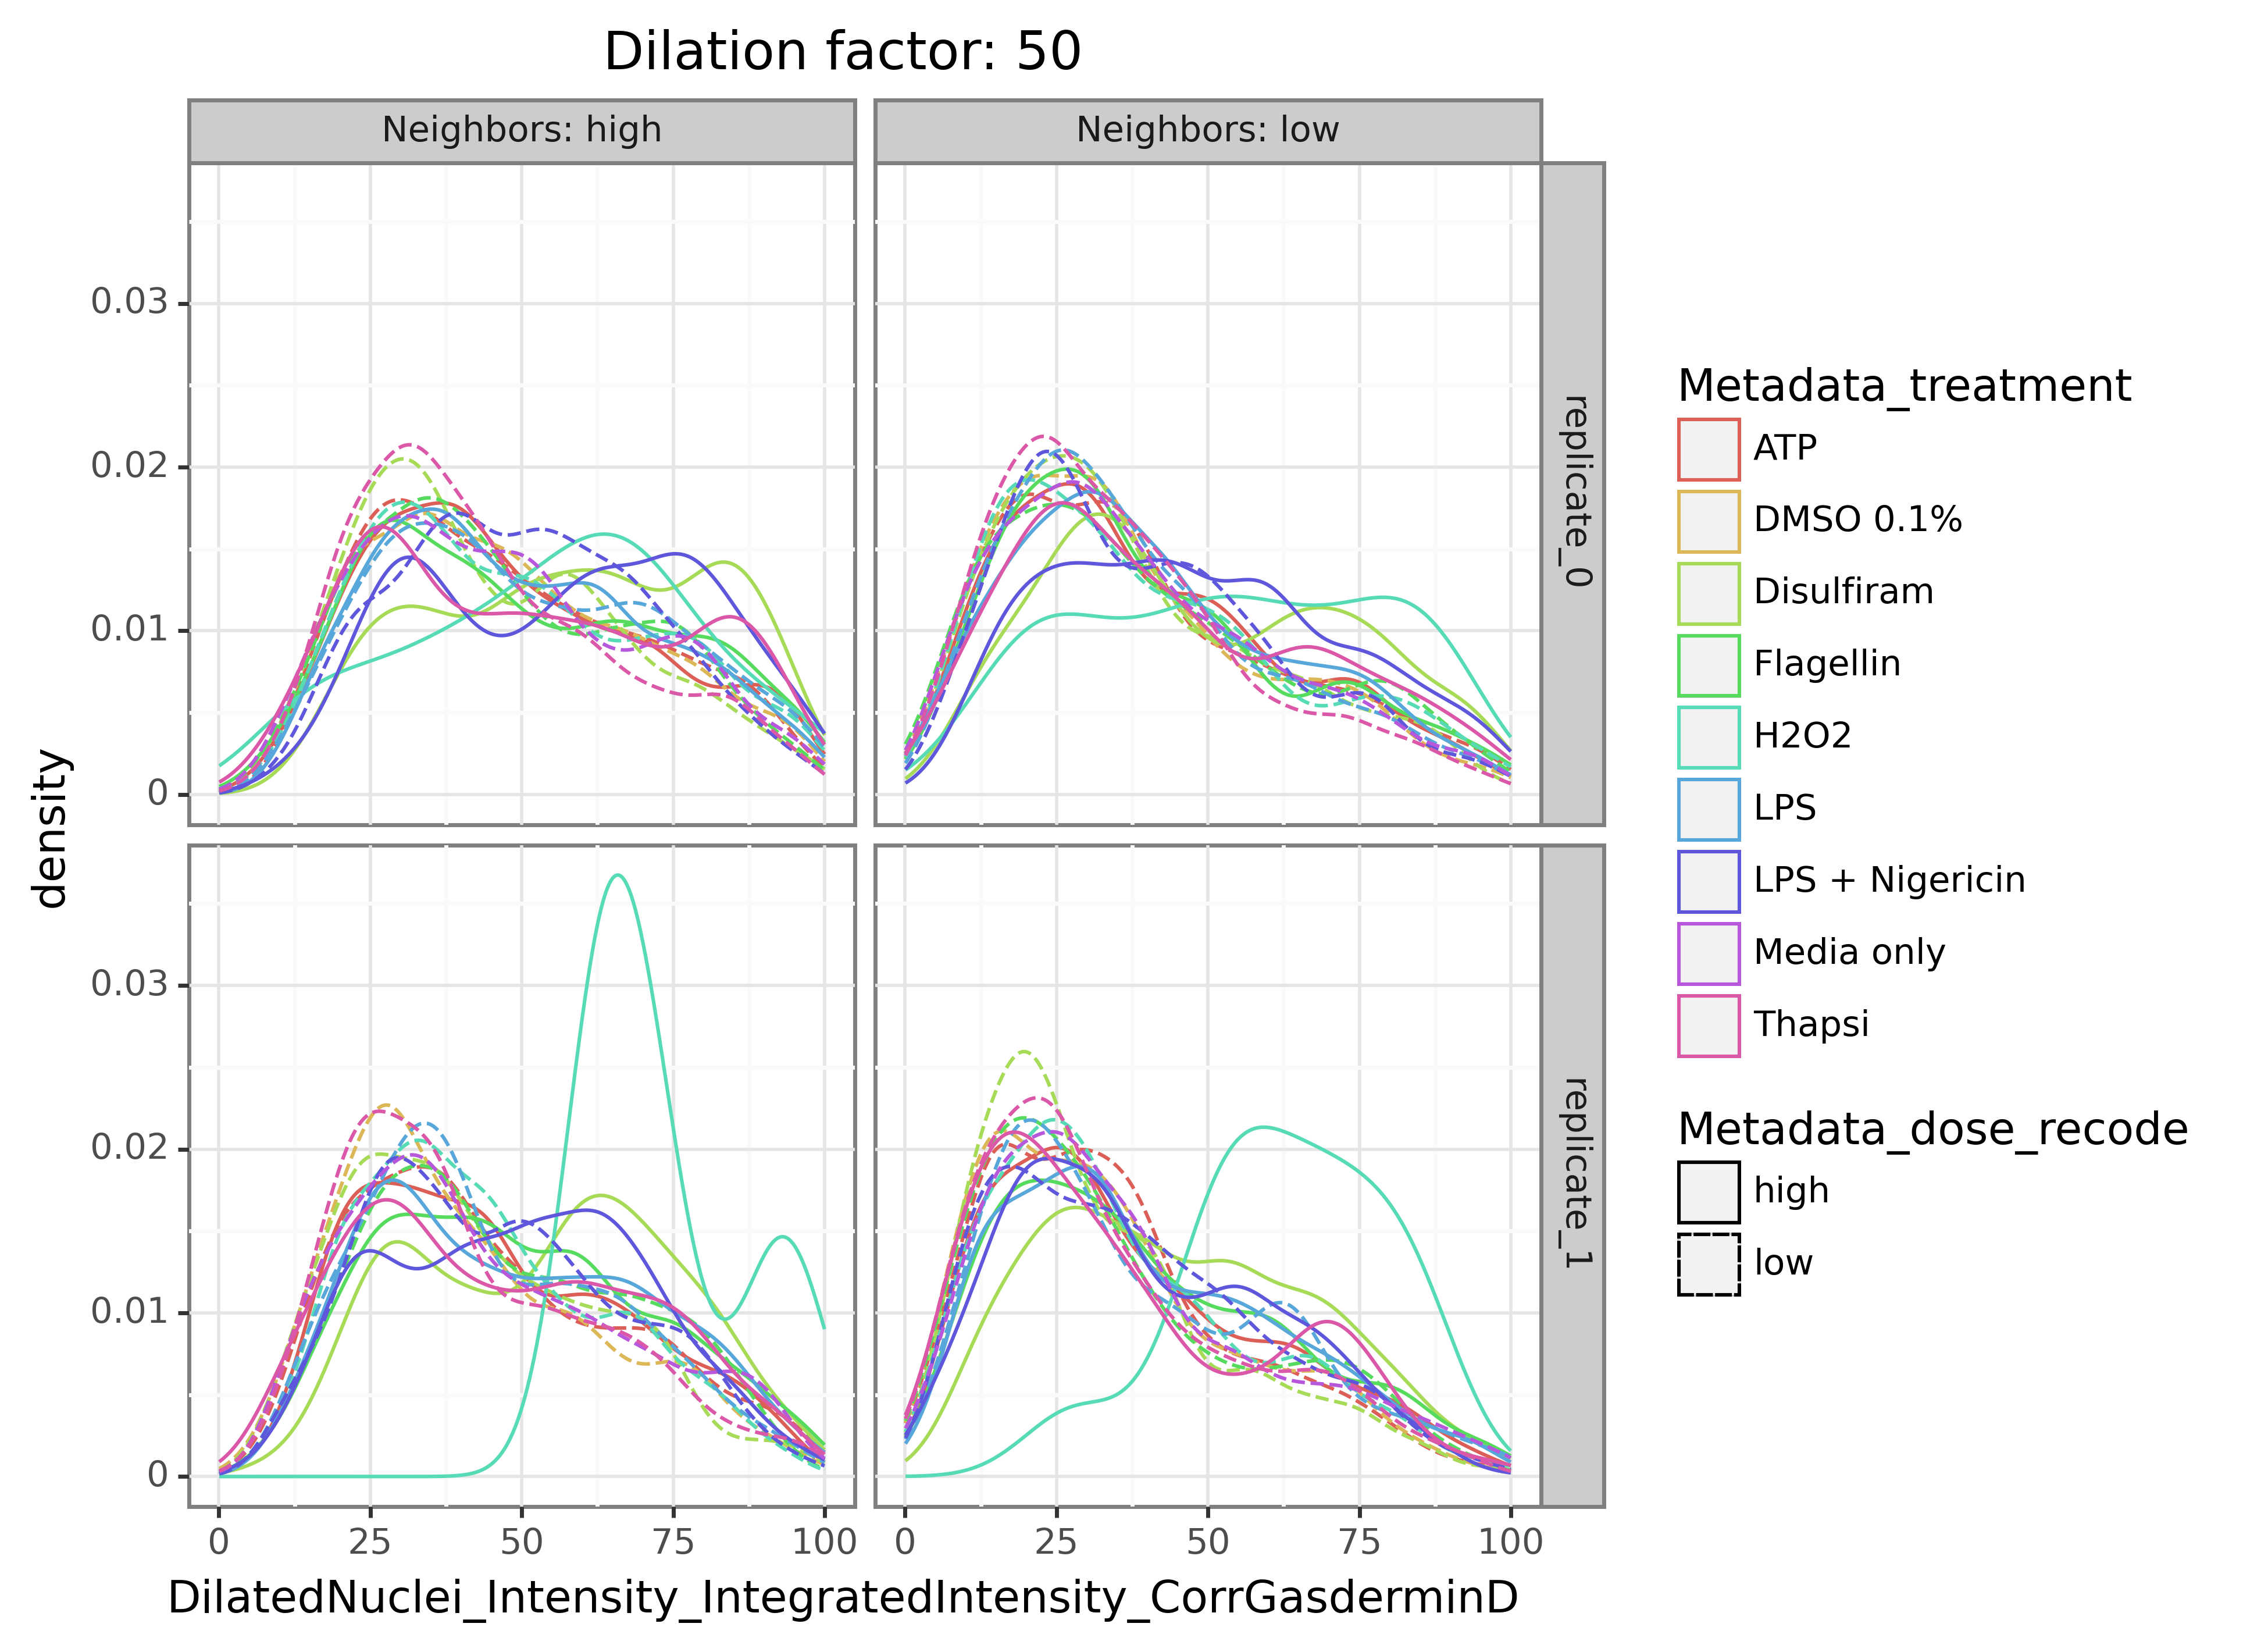 Dilation factor: 50
Neighbors: high
Neighbors: low
0.03
0.02
0.01
0
replicate_0
density
0.03
0.02
0.01
0
replicate_1
0 25 50 75 100
0 25 50 75 100
DilatedNuclei_Intensity_IntegratedIntensity_CorrGasderminD
Metadata_treatment
ATP
DMSO 0.1%
Disulfiram
Flagellin
H2O2
LPS
LPS + Nigericin
Media only
Thapsi
Metadata_dose_recode
high
low